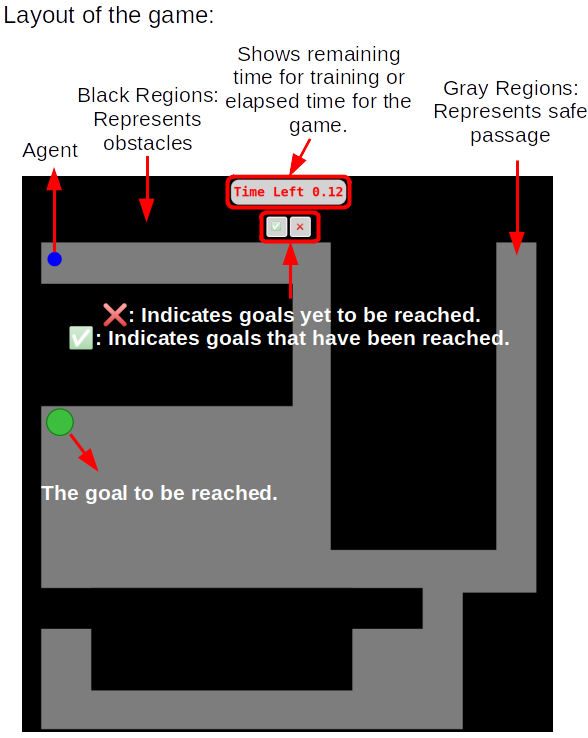 Layout of the game:
Shows remaining
time for training or
elapsed time for the
game.
Black Regions:
Represents
obstacles
Gray Regions:
Represents safe
passage
Agent
Time Left 0.12
✅ ❌
❌: Indicates goals yet to be reached.
✅: Indicates goals that have been reached.
The goal to be reached.